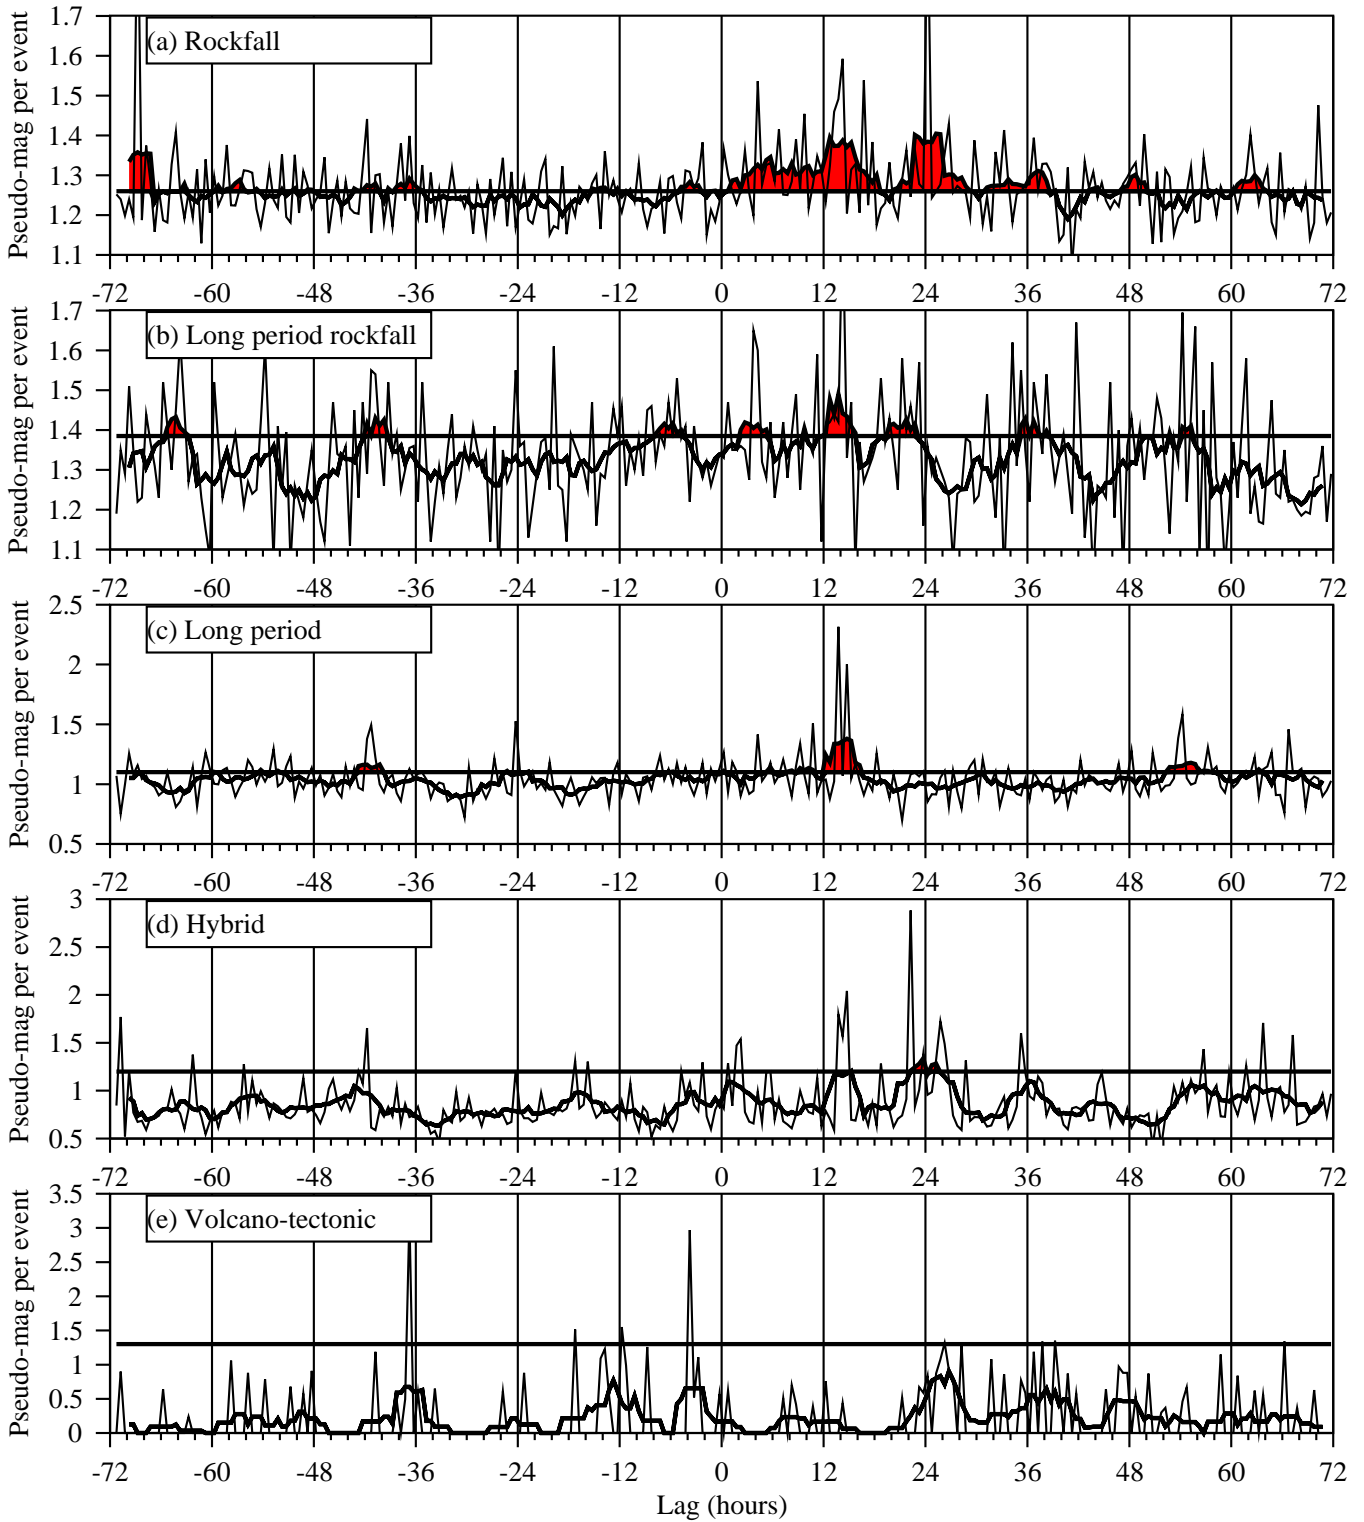 (a) Rockfall
Pseudo-mag per event
1.7
1.6
1.5
1.4
1.3
1.2
1.1
-72 -60 -48 -36 -24 -12 0 12 24 36 48 60 72
(b) Long period rockfall
Pseudo-mag per event
1.7
1.6
1.5
1.4
1.3
1.2
1.1
-72 -60 -48 -36 -24 -12 0 12 24 36 48 60 72
(c) Long period
Pseudo-mag per event
2.5
2
1.5
1
0.5
-72 -60 -48 -36 -24 -12 0 12 24 36 48 60 72
(d) Hybrid
Pseudo-mag per event
3
2.5
2
1.5
1
0.5
-72 -60 -48 -36 -24 -12 0 12 24 36 48 60 72
(e) Volcano-tectonic
Pseudo-mag per event
3.5
3
2.5
2
1.5
1
0.5
0
-72 -60 -48 -36 -24 -12 0 12 24 36 48 60 72
Lag (hours)